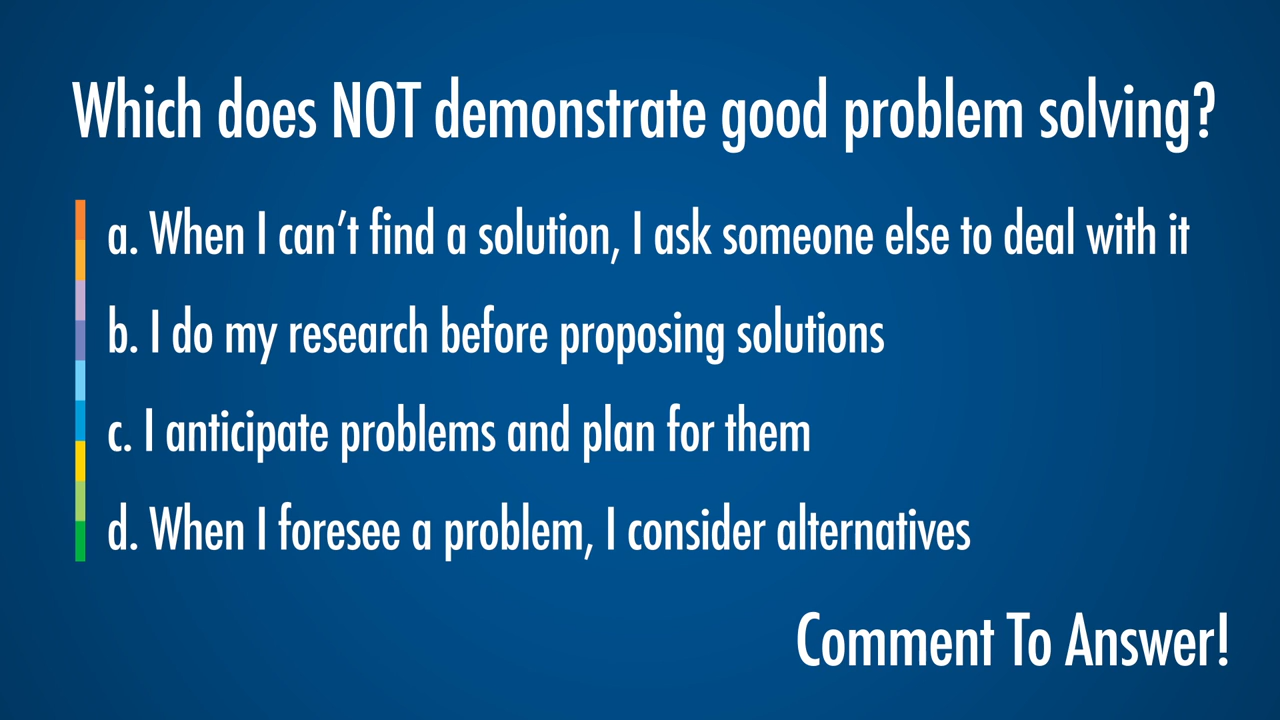 Which does NOT demonstrate good problem solving?
a. When I can’t find a solution, I ask someone else to deal with it
b. I do my research before proposing solutions
c. I anticipate problems and plan for them
d. When I foresee a problem, I consider alternatives
Comment To Answer!